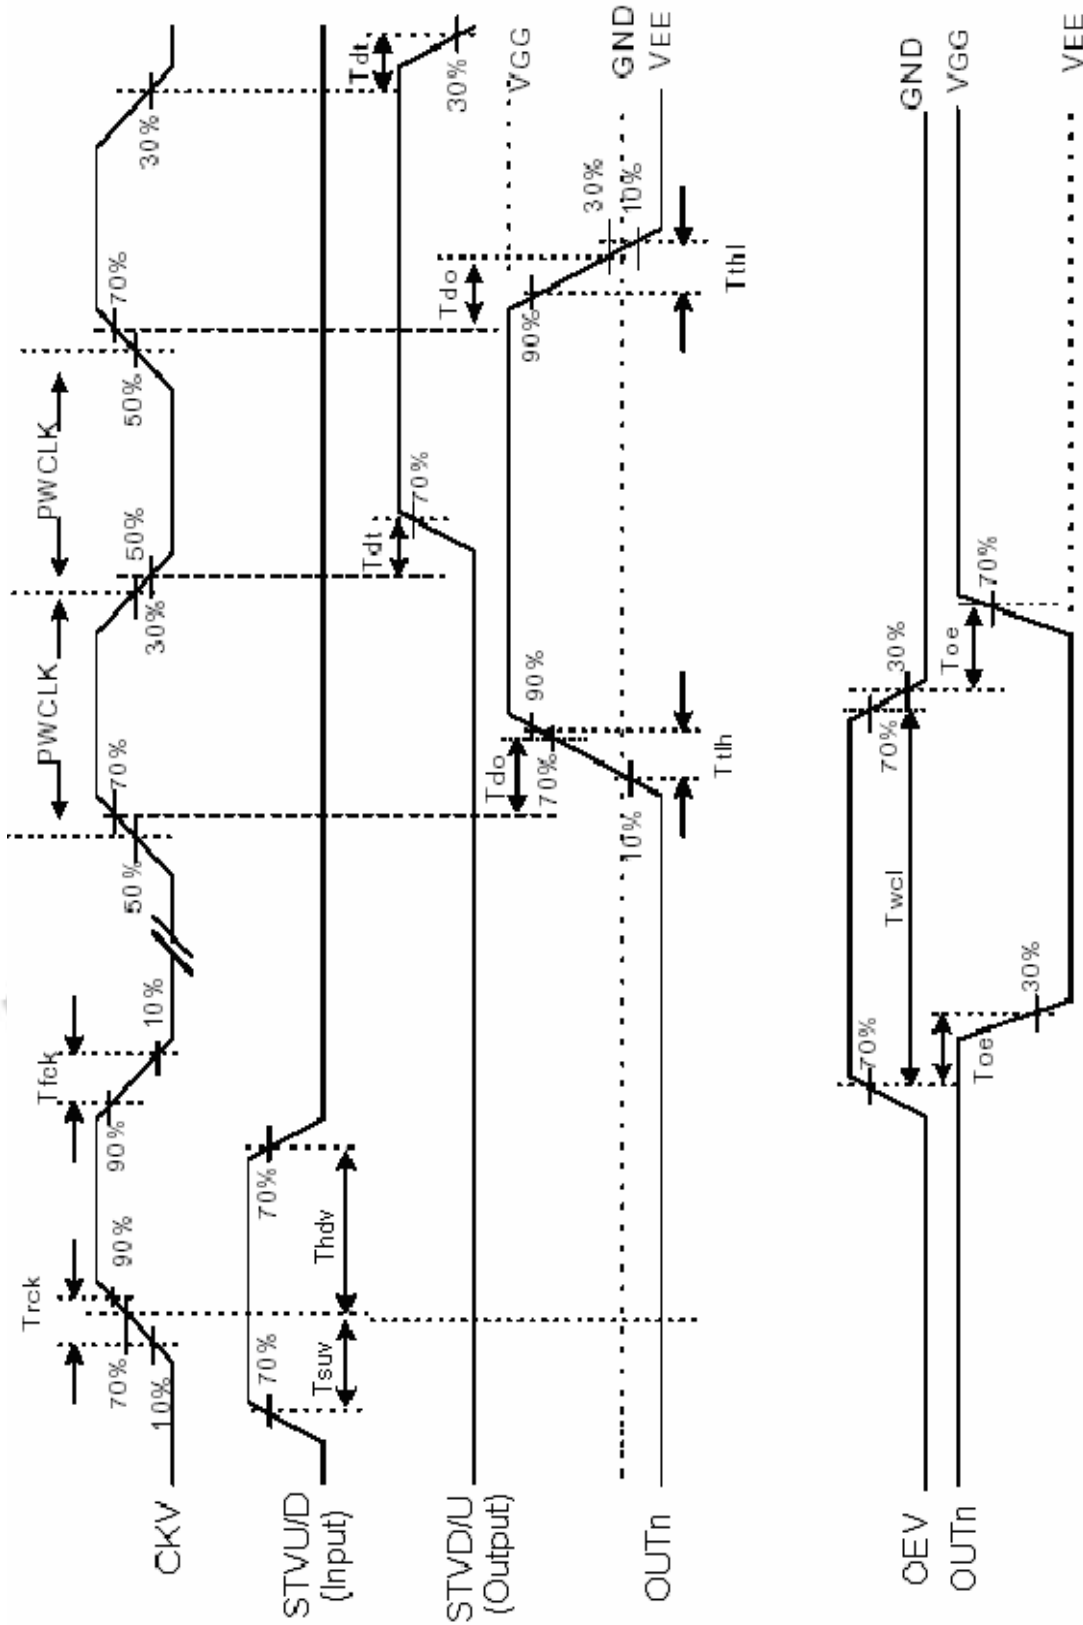 PWCLK
PWCLK
Trck
Tfck
CKV
70%
10%
90%
90%
10%
50%
70%
30%
50%
50%
70%
30%
STVU/D
(Input)
70%
Tsuv
Thdv
70%
STVD/U
(Output)
Tdt
70%
Tdt
30%
Tdo
70%
90%
Tdo
90%
30%
10%
VGG
GND
VEE
OUTn
10%
Ttlh
Tthl
OEV
70%
Twcl
70%
30%
GND
OUTn
Toe
30%
Toe
70%
VGG
VEE